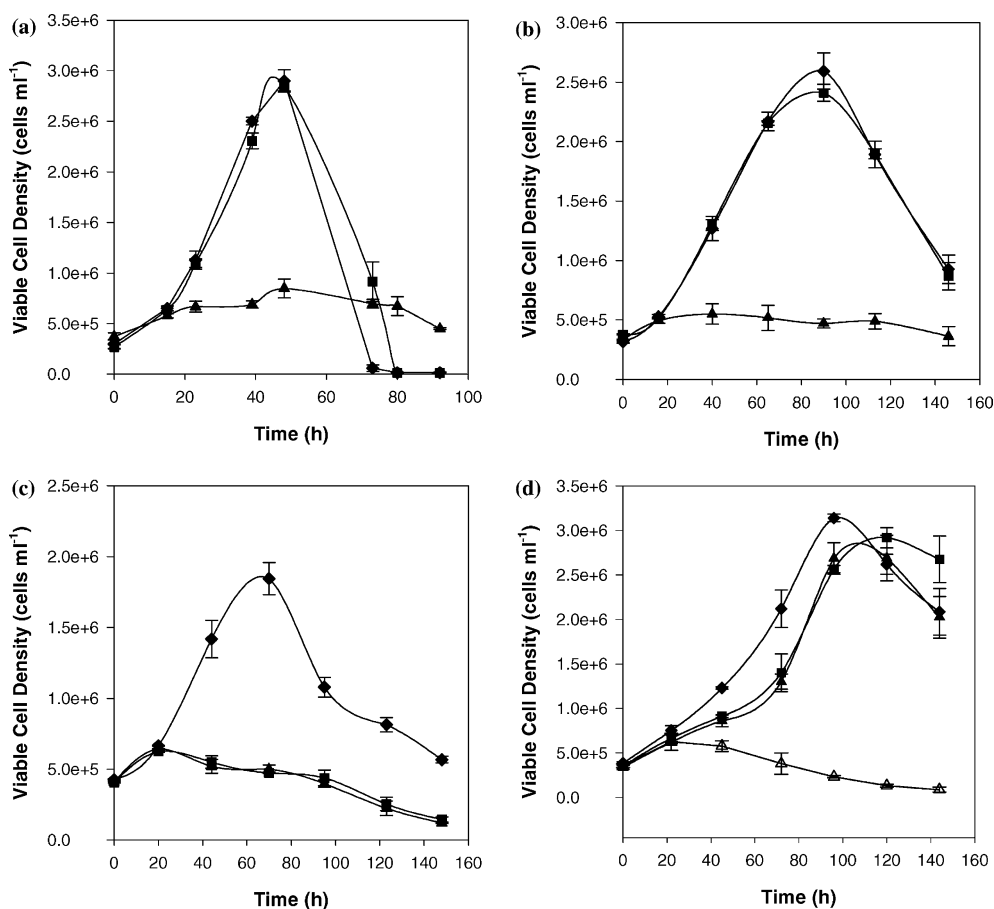 (a)
Viable Cell Density (cells ml⁻¹)
3.5e+6
3.0e+6
2.5e+6
2.0e+6
1.5e+6
1.0e+6
5.0e+5
0.0
0 20 40 60 80 100
Time (h)
(b)
Viable Cell Density (cells ml⁻¹)
3.0e+6
2.5e+6
2.0e+6
1.5e+6
1.0e+6
5.0e+5
0.0
0 20 40 60 80 100 120 140 160
Time (h)
(c)
Viable Cell Density (cells ml⁻¹)
2.5e+6
2.0e+6
1.5e+6
1.0e+6
5.0e+5
0.0
0 20 40 60 80 100 120 140 160
Time (h)
(d)
Viable Cell Density (cells ml⁻¹)
3.5e+6
3.0e+6
2.5e+6
2.0e+6
1.5e+6
1.0e+6
5.0e+5
0.0
0 20 40 60 80 100 120 140 160
Time (h)